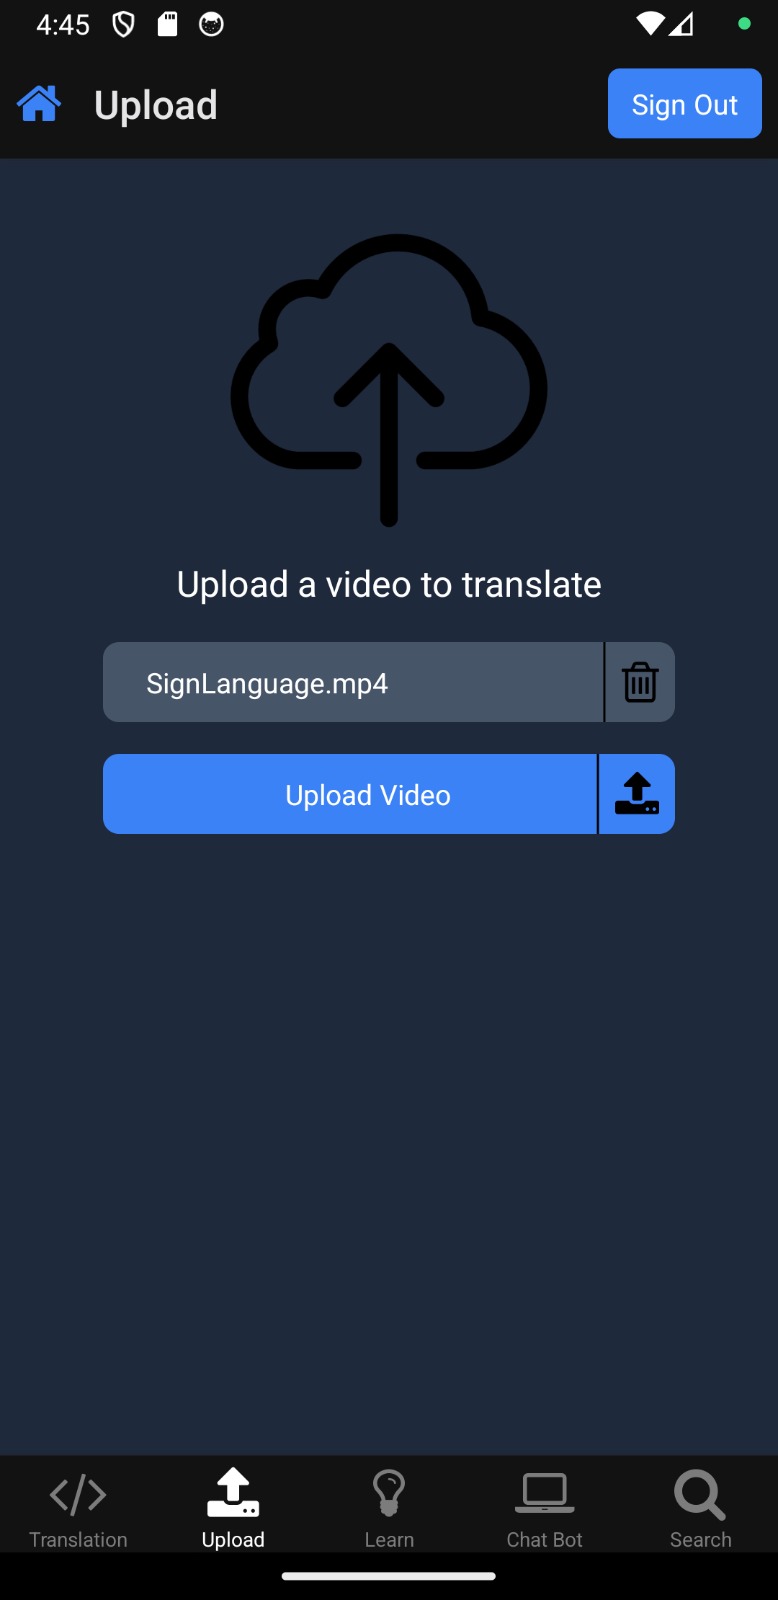 4:45
Upload
Sign Out
Upload a video to translate
SignLanguage.mp4
Upload Video
Translation
Upload
Learn
Chat Bot
Search